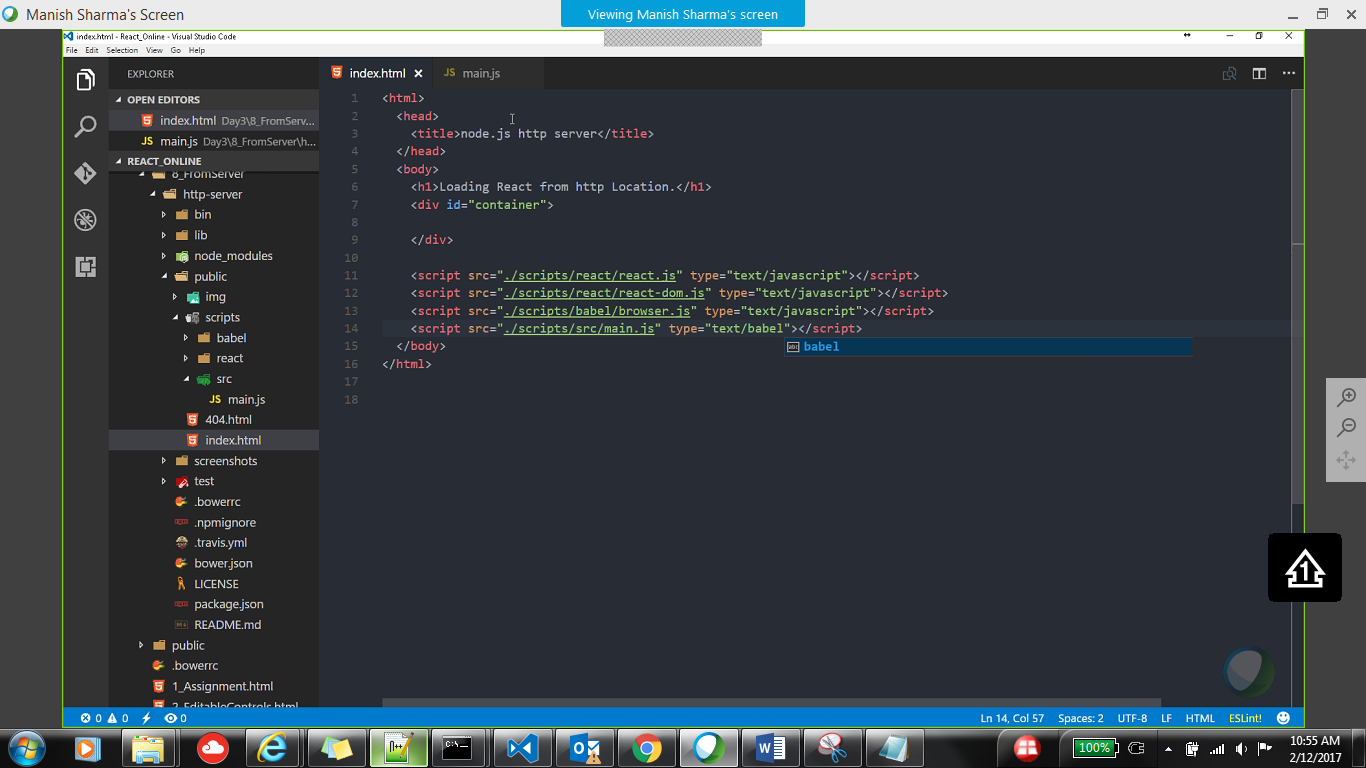 Manish Sharma's Screen
Viewing Manish Sharma's screen
index.html - React_Online - Visual Studio Code
File Edit Selection View Go Help
EXPLORER
OPEN EDITORS
index.html Day3\8_FromServ...
main.js Day3\8_FromServer\h...
REACT_ONLINE
8_FromServer
http-server
bin
lib
node_modules
public
img
scripts
babel
react
src
main.js
404.html
index.html
screenshots
test
.bowerrc
.npmignore
.travis.yml
bower.json
LICENSE
package.json
README.md
public
.bowerrc
1_Assignment.html
2_EditableControls.html
index.html
JS main.js
1 <html>
2 <head>
3 <title>node.js http server</title>
4 </head>
5 <body>
6 <h1>Loading React from http Location.</h1>
7 <div id="container">
8
9 </div>
10
11 <script src="./scripts/react/react.js" type="text/javascript"></script>
12 <script src="./scripts/react/react-dom.js" type="text/javascript"></script>
13 <script src="./scripts/babel/browser.js" type="text/javascript"></script>
14 <script src="./scripts/src/main.js" type="text/babel"></script>
abc babel
15 </body>
16 </html>
17
18
1
0 0 0
Ln 14, Col 57 Spaces: 2 UTF-8 LF HTML ESLint!
100%
10:55 AM
2/12/2017